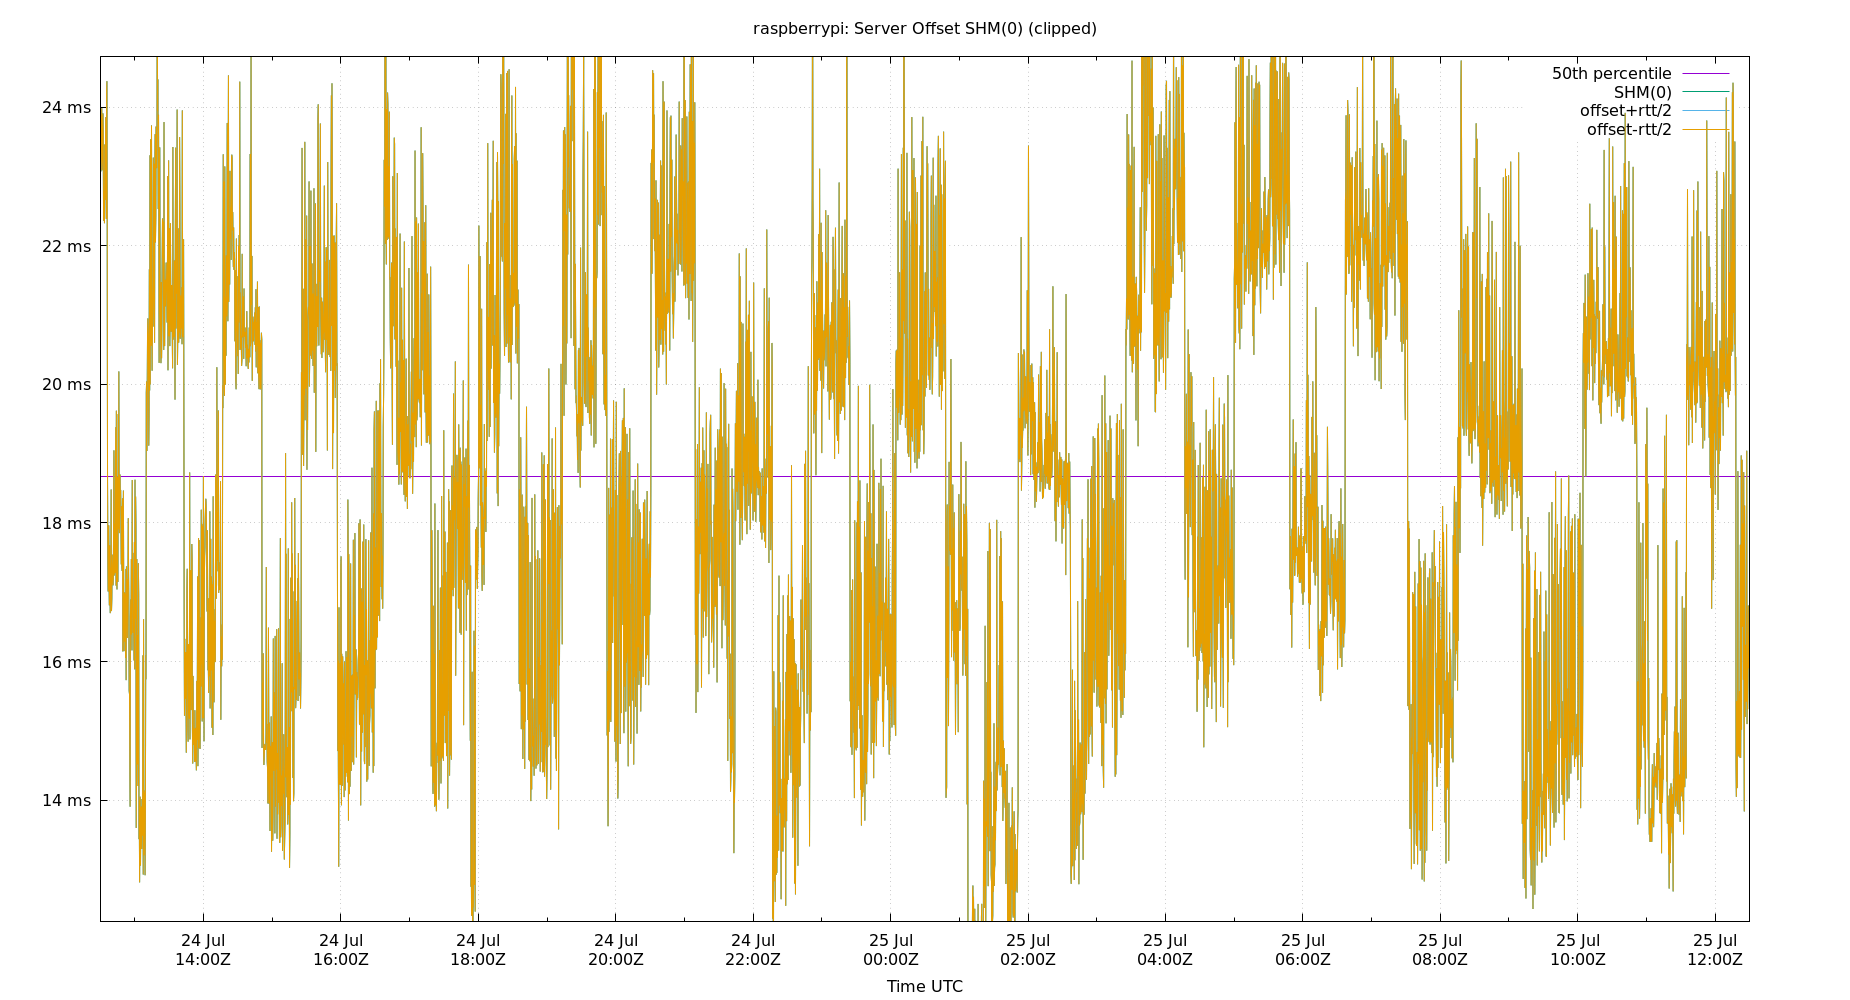 raspberrypi: Server Offset SHM(0) (clipped)
50th percentile
SHM(0)
offset+rtt/2
offset-rtt/2
24 ms
22 ms
20 ms
18 ms
16 ms
14 ms
24 Jul 24 Jul 24 Jul 24 Jul 24 Jul 25 Jul 25 Jul 25 Jul 25 Jul 25 Jul 25 Jul 25 Jul
14:00Z 16:00Z 18:00Z 20:00Z 22:00Z 00:00Z 02:00Z 04:00Z 06:00Z 08:00Z 10:00Z 12:00Z
Time UTC